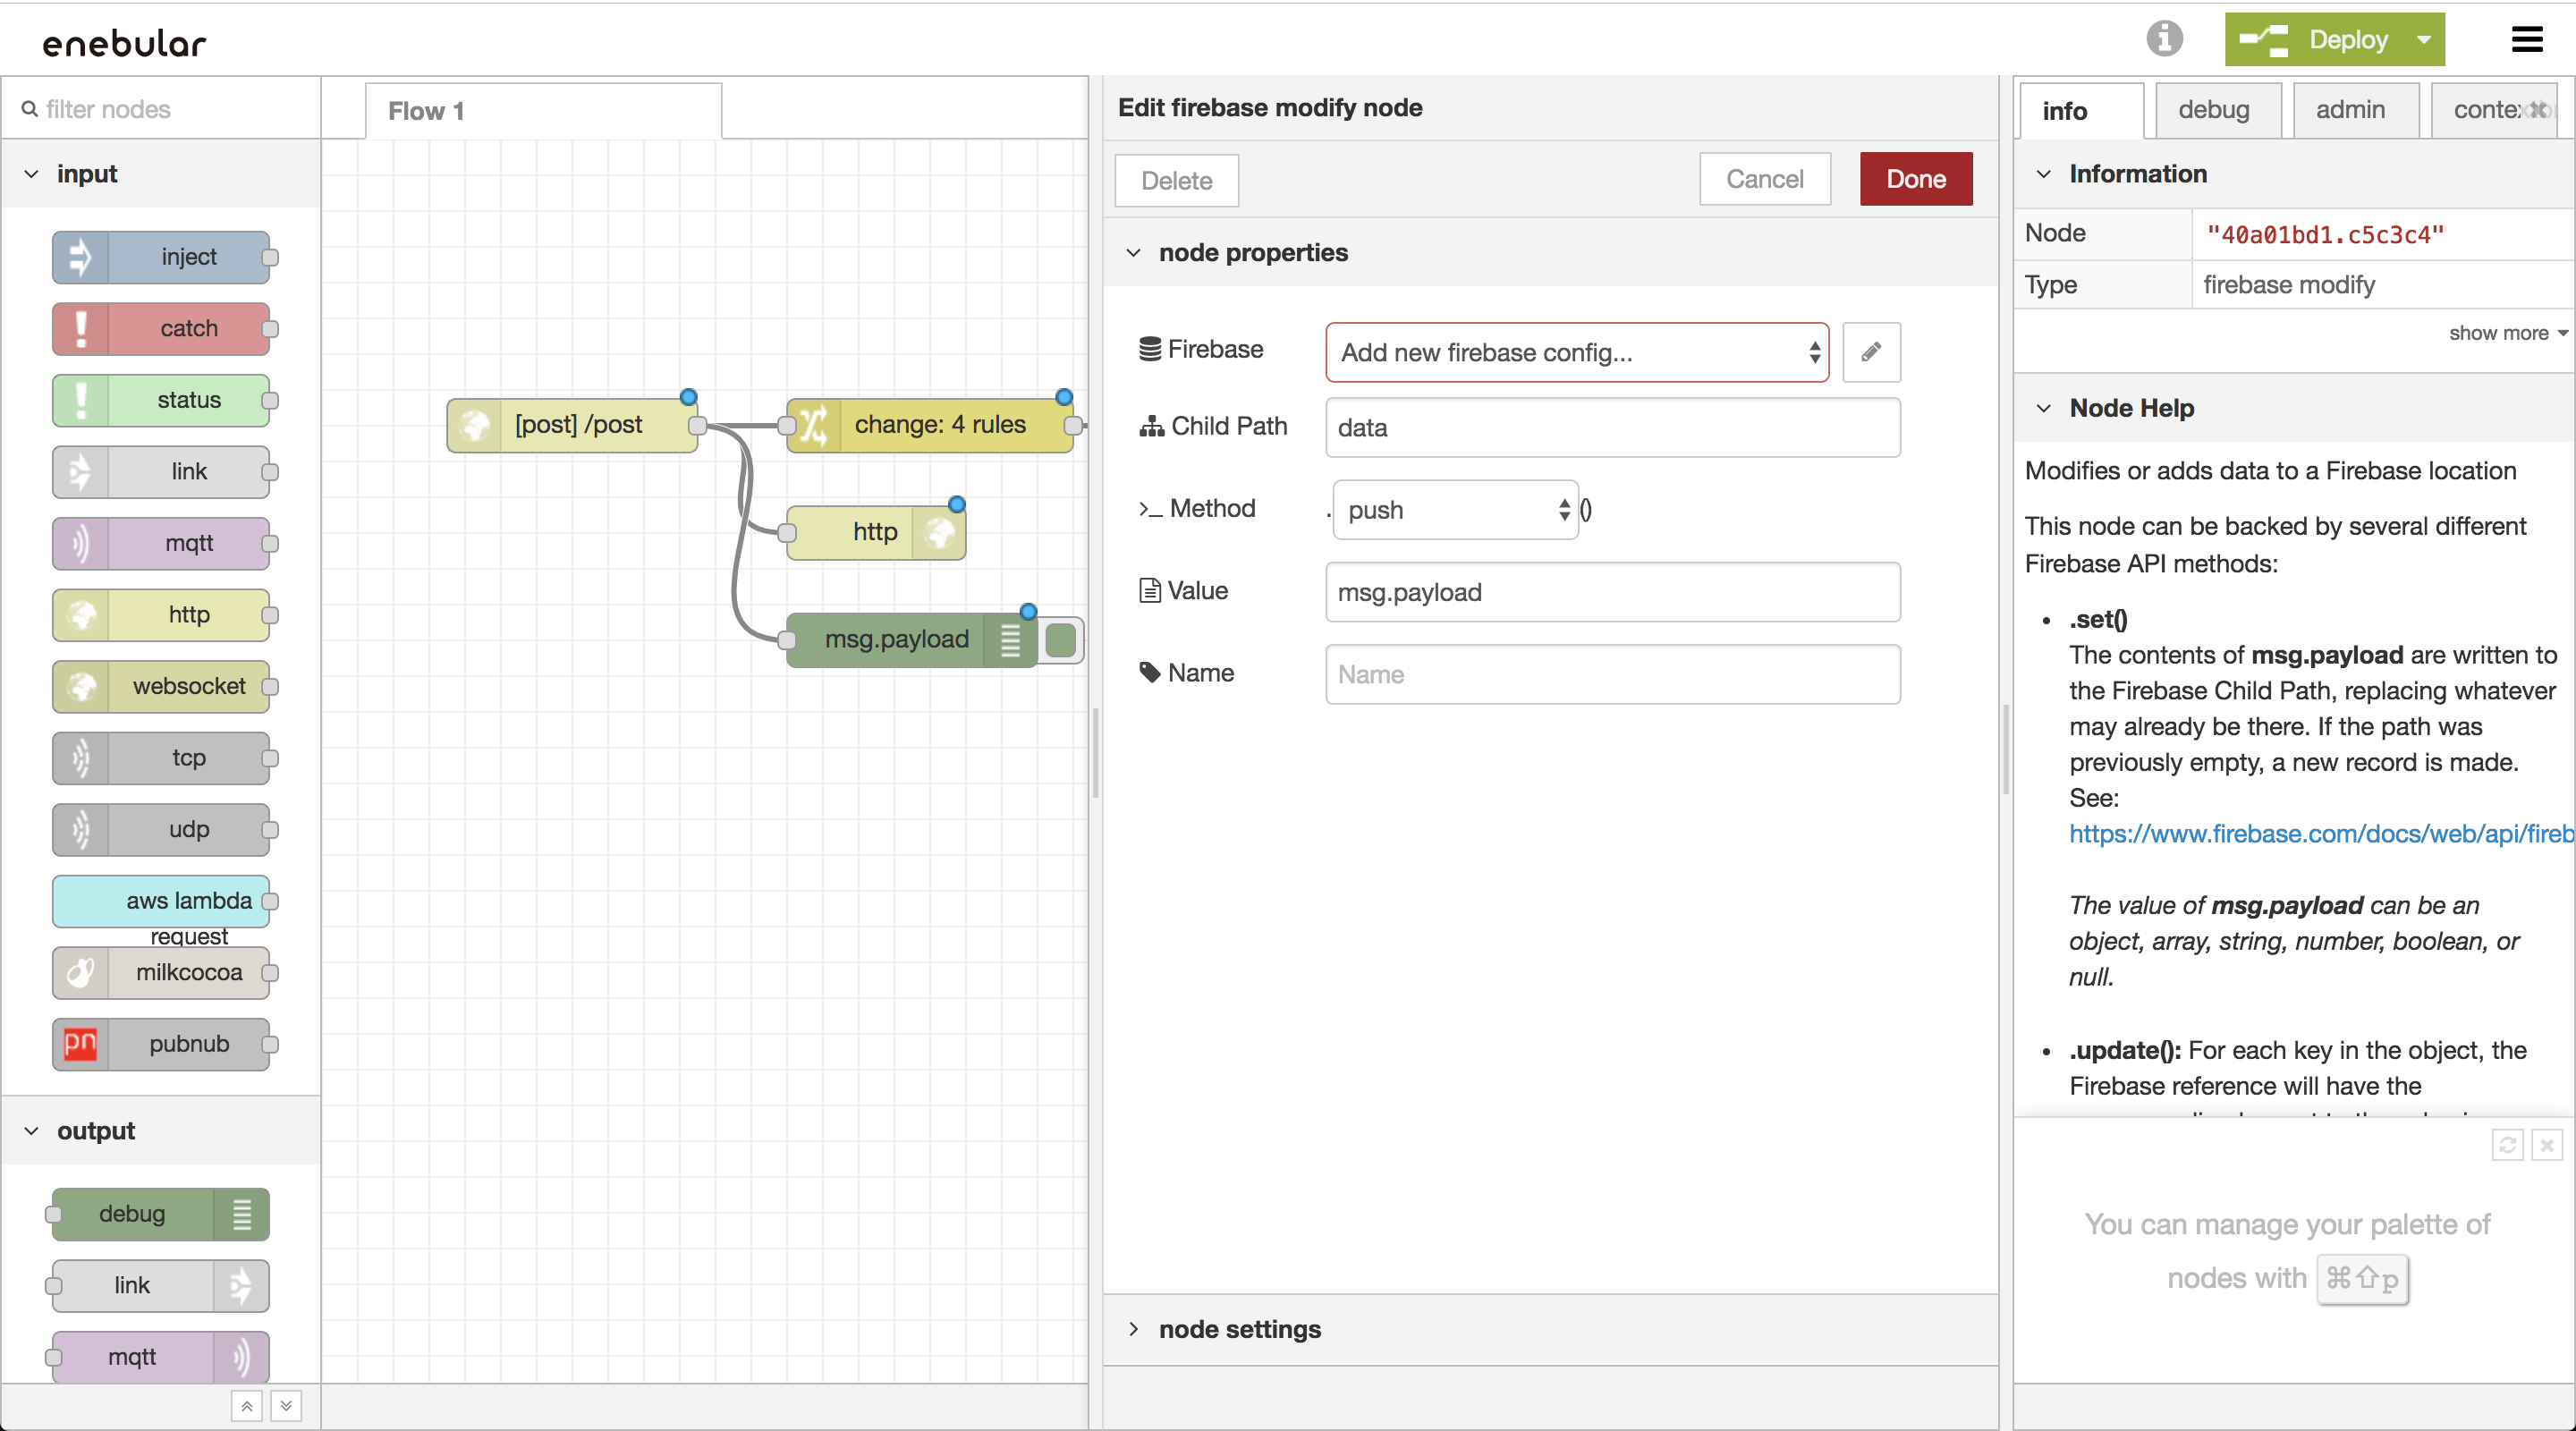 enebular
Deploy
filter nodes
Flow 1
input
inject
catch
status
link
mqtt
http
websocket
tcp
udp
aws lambda
request
milkcocoa
pn
pubnub
output
debug
link
mqtt
[post] /post
change: 4 rules
http
msg.payload
Edit firebase modify node
Delete
Cancel
Done
node properties
Firebase
Add new firebase config...
Child Path
data
Method
. push ()
Value
msg.payload
Name
Name
node settings
info
debug
admin
contex
Information
Node "40a01bd1.c5c3c4"
Type firebase modify
show more
Node Help
Modifies or adds data to a Firebase location
This node can be backed by several different
Firebase API methods:
• .set()
The contents of msg.payload are written to
the Firebase Child Path, replacing whatever
may already be there. If the path was
previously empty, a new record is made.
See:
https://www.firebase.com/docs/web/api/fireb
The value of msg.payload can be an
object, array, string, number, boolean, or
null.
• .update(): For each key in the object, the
Firebase reference will have the
You can manage your palette of
nodes with ⌘⇧p